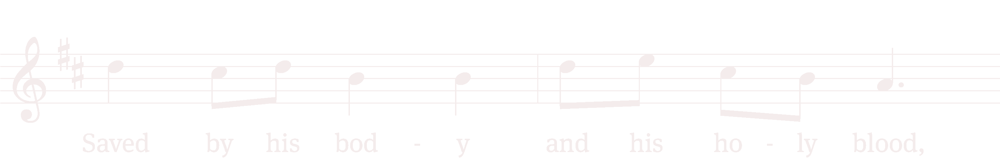 Saved by his bod - y and his ho - ly blood,